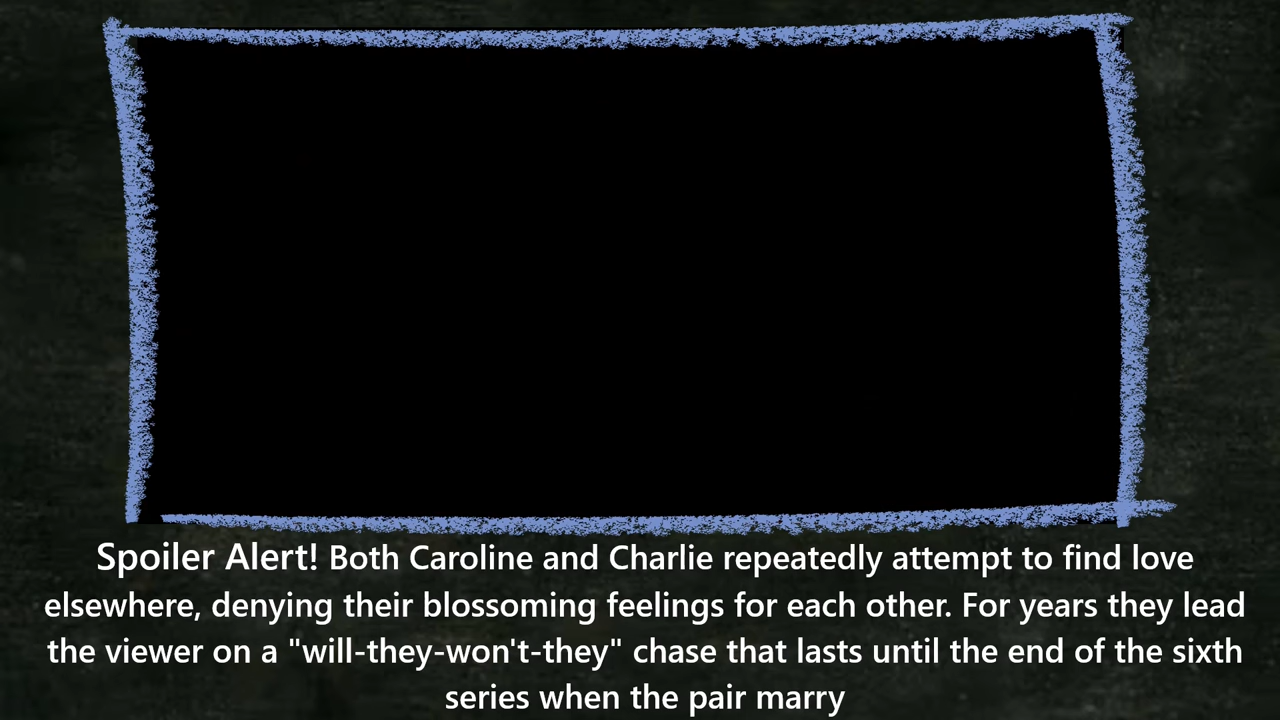 Spoiler Alert! Both Caroline and Charlie repeatedly attempt to find love
elsewhere, denying their blossoming feelings for each other. For years they lead
the viewer on a "will-they-won't-they" chase that lasts until the end of the sixth
series when the pair marry